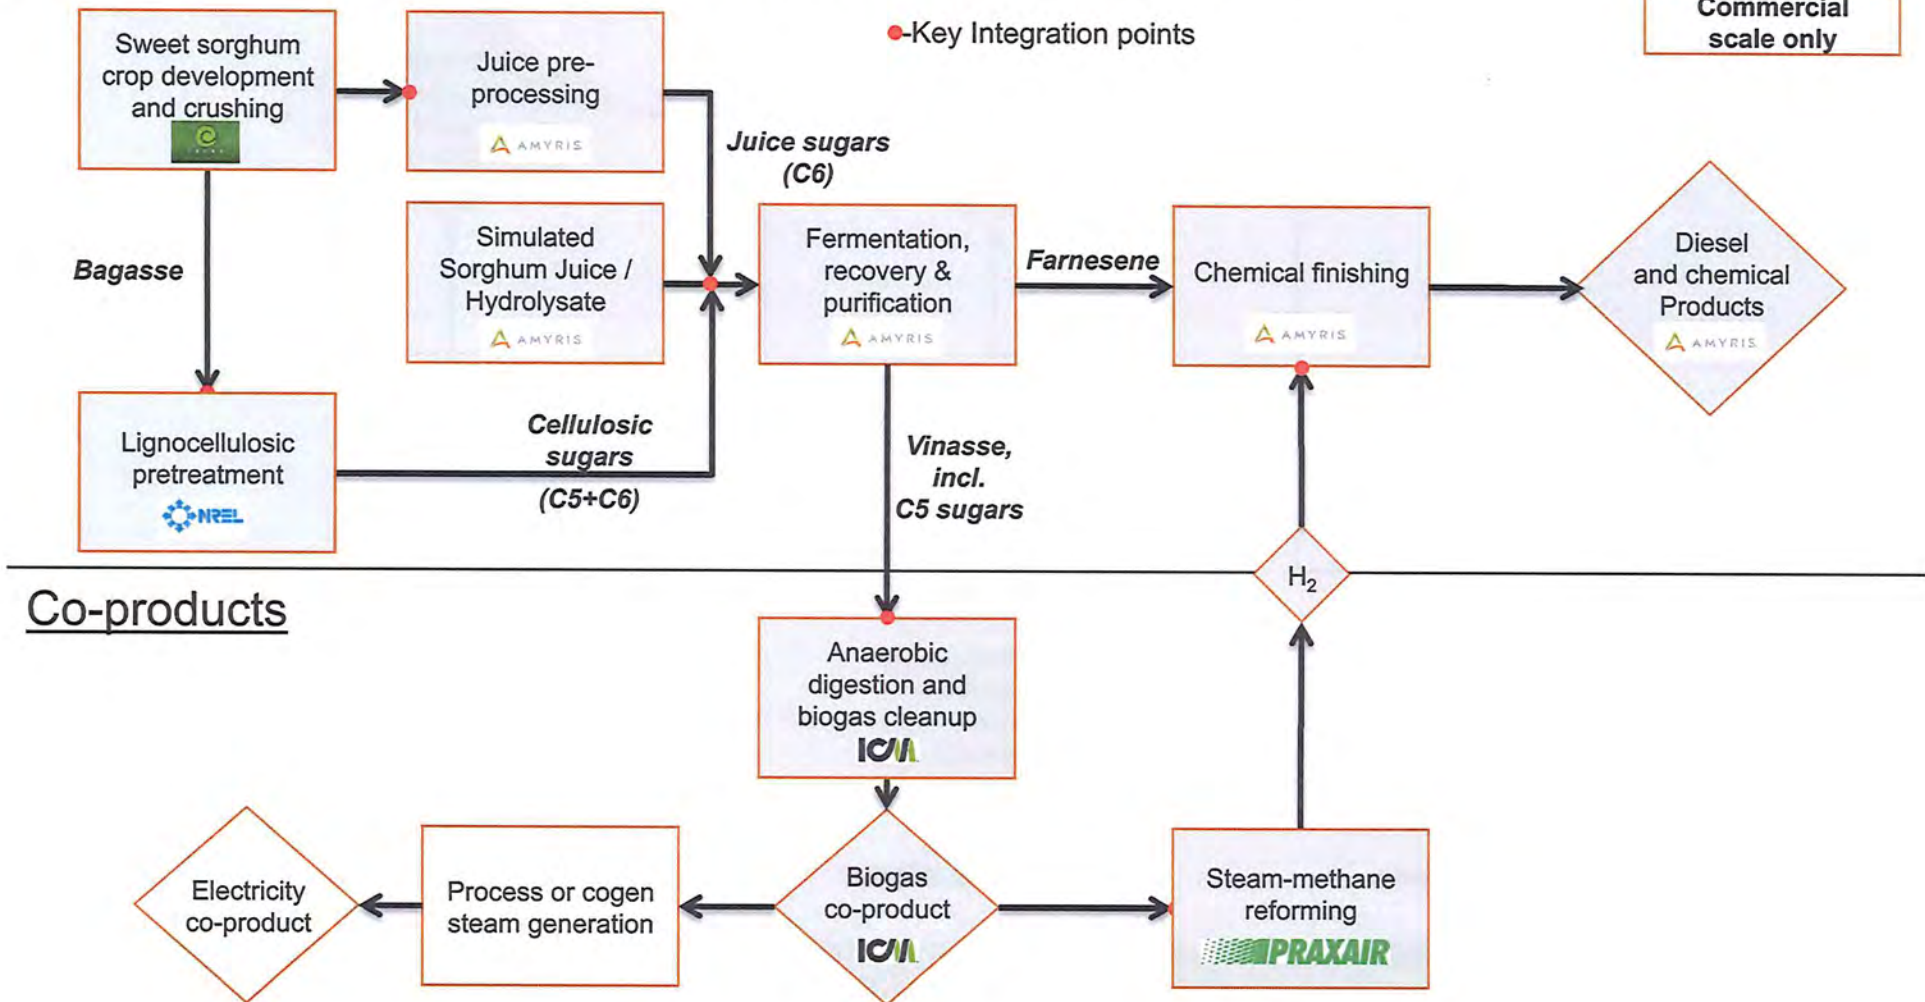 Commercial
scale only
-Key Integration points
Sweet sorghum
crop development
and crushing
Juice pre-
processing
AMYRIS
Juice sugars
(C6)
Simulated
Sorghum Juice /
Hydrolysate
AMYRIS
Fermentation,
recovery &
purification
AMYRIS
Farnesene
Chemical finishing
AMYRIS
Diesel
and chemical
Products
AMYRIS
Bagasse
Lignocellulosic
pretreatment
NREL
Cellulosic
sugars
(C5+C6)
Vinasse,
incl.
C5 sugars
H2
Co-products
Anaerobic
digestion and
biogas cleanup
ICM
Electricity
co-product
Process or cogen
steam generation
Biogas
co-product
ICM
Steam-methane
reforming
PRAXAIR